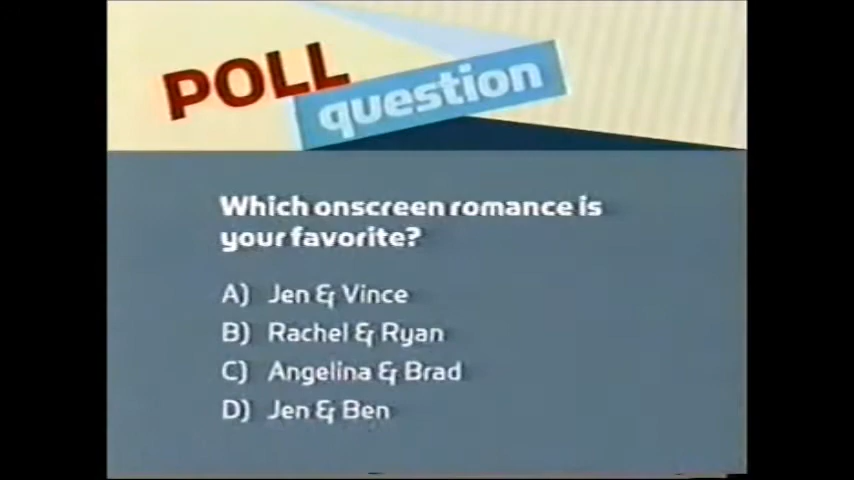 POLL
question
Which onscreen romance is
your favorite?
A) Jen & Vince
B) Rachel & Ryan
C) Angelina & Brad
D) Jen & Ben